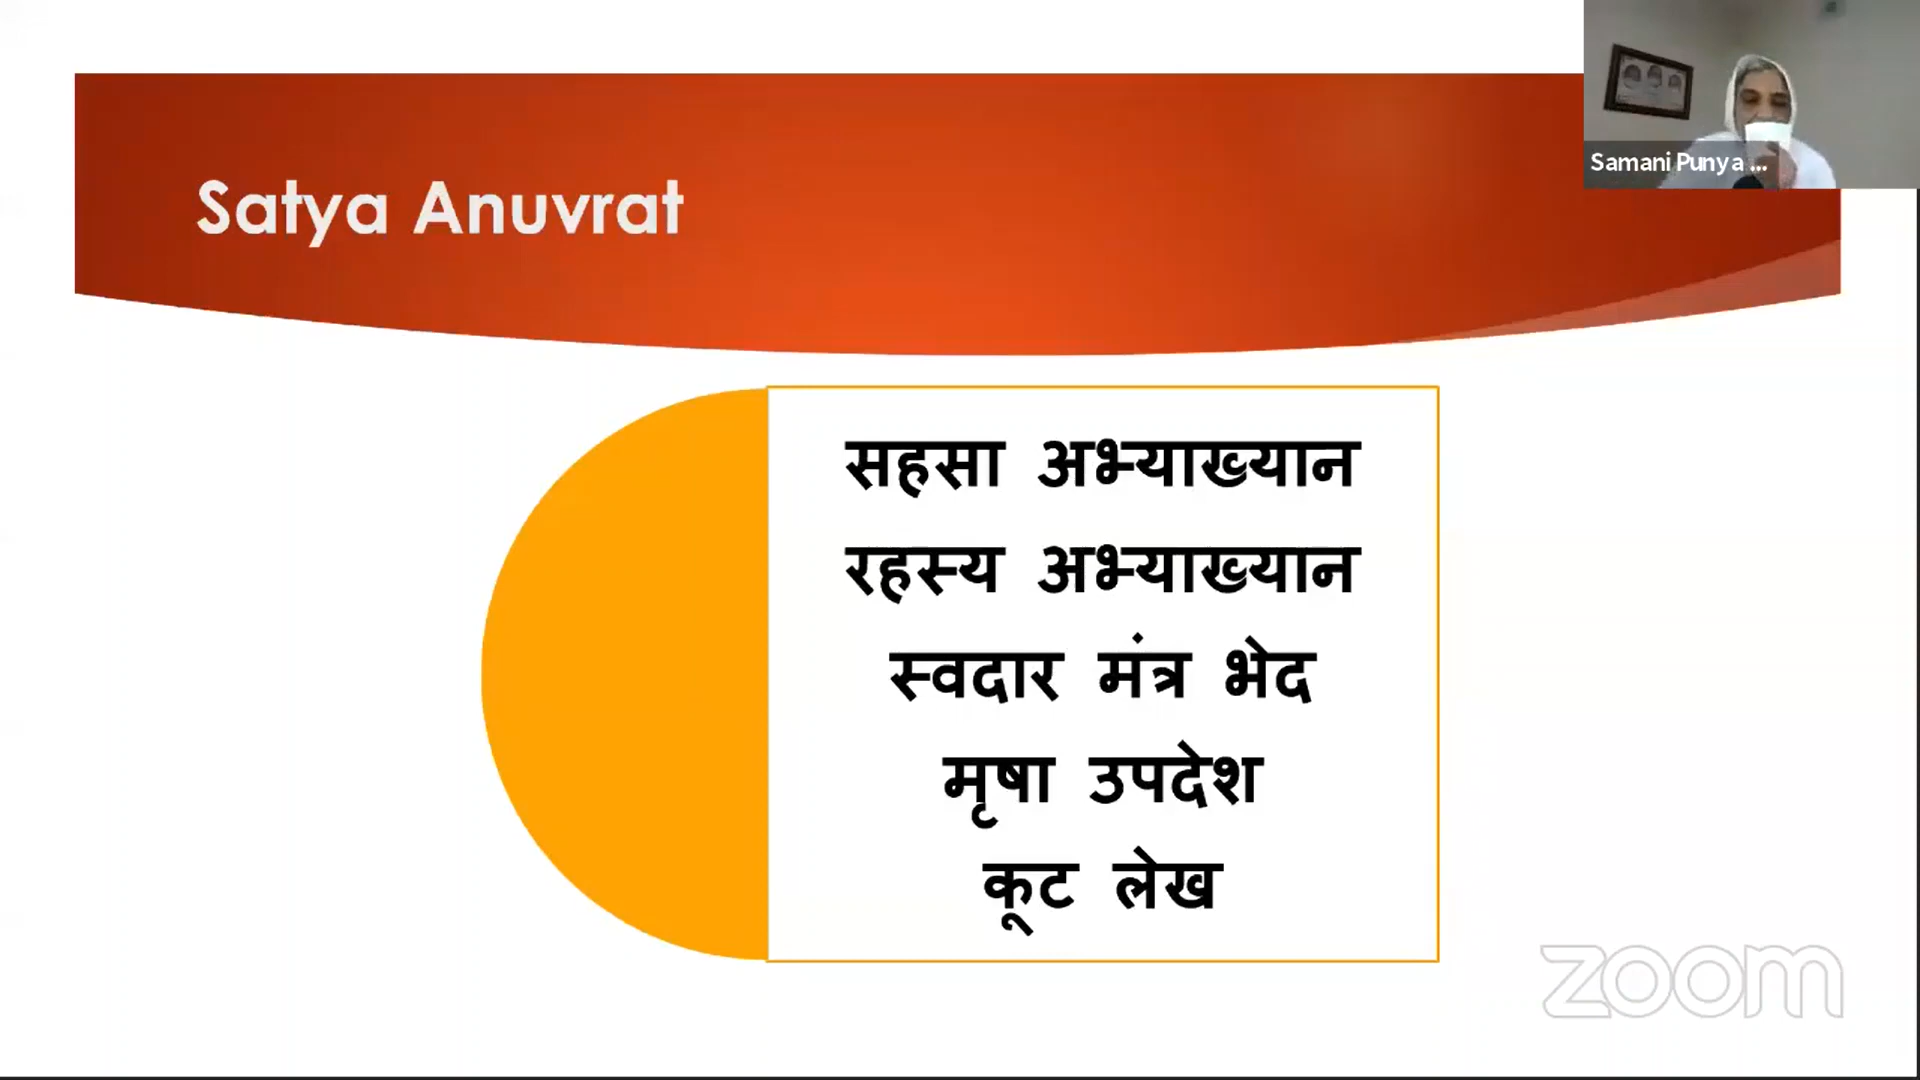 Samani Punya ...
Satya Anuvrat
सहसा अभ्याख्यान
रहस्य अभ्याख्यान
स्वदार मंत्र भेद
मृषा उपदेश
कूट लेख
zoom